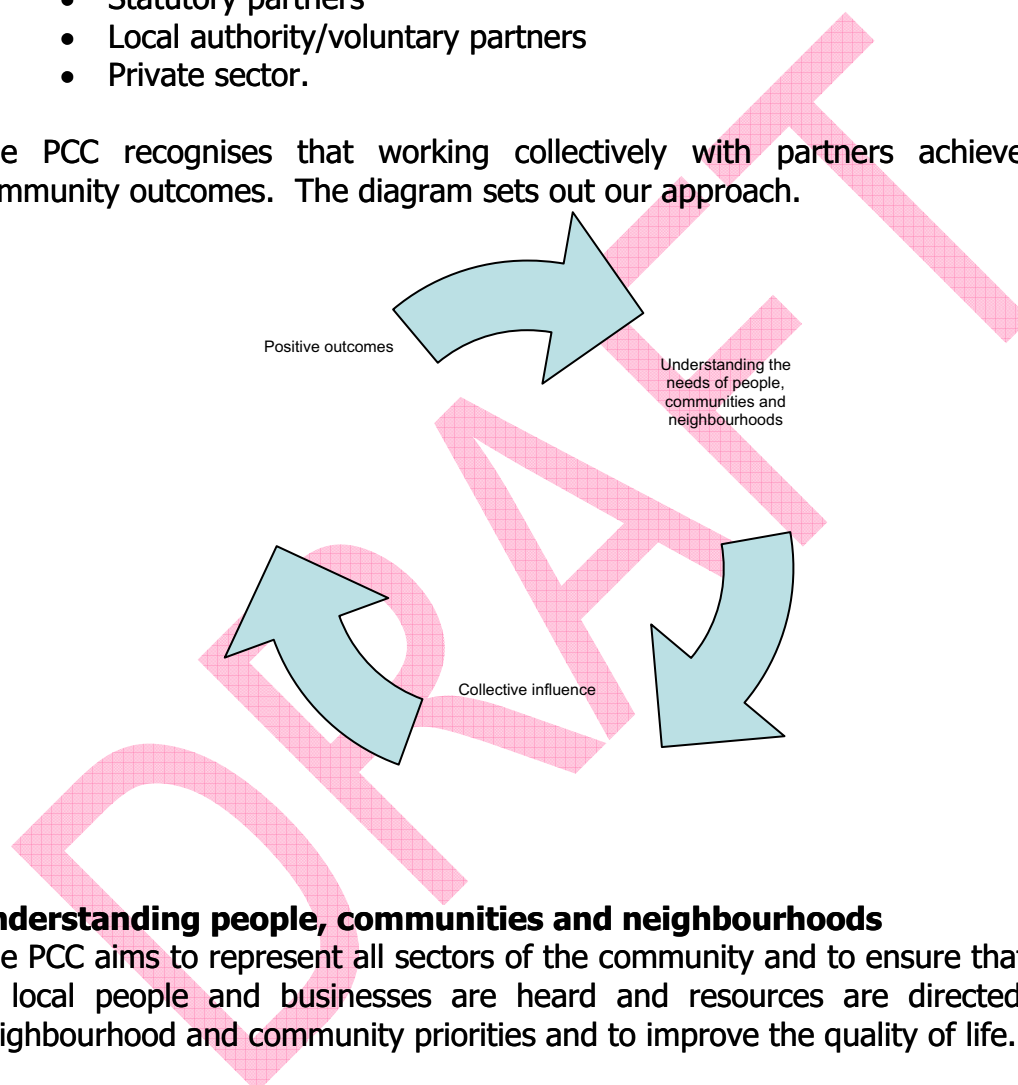 • Statutory partners
• Local authority/voluntary partners
• Private sector.
e PCC recognises that working collectively with partners achieve
mmunity outcomes. The diagram sets out our approach.
Positive outcomes
Understanding the
needs of people,
communities and
neighbourhoods
Collective influence
DRAFT
nderstanding people, communities and neighbourhoods
e PCC aims to represent all sectors of the community and to ensure that
local people and businesses are heard and resources are directed
ighbourhood and community priorities and to improve the quality of life.